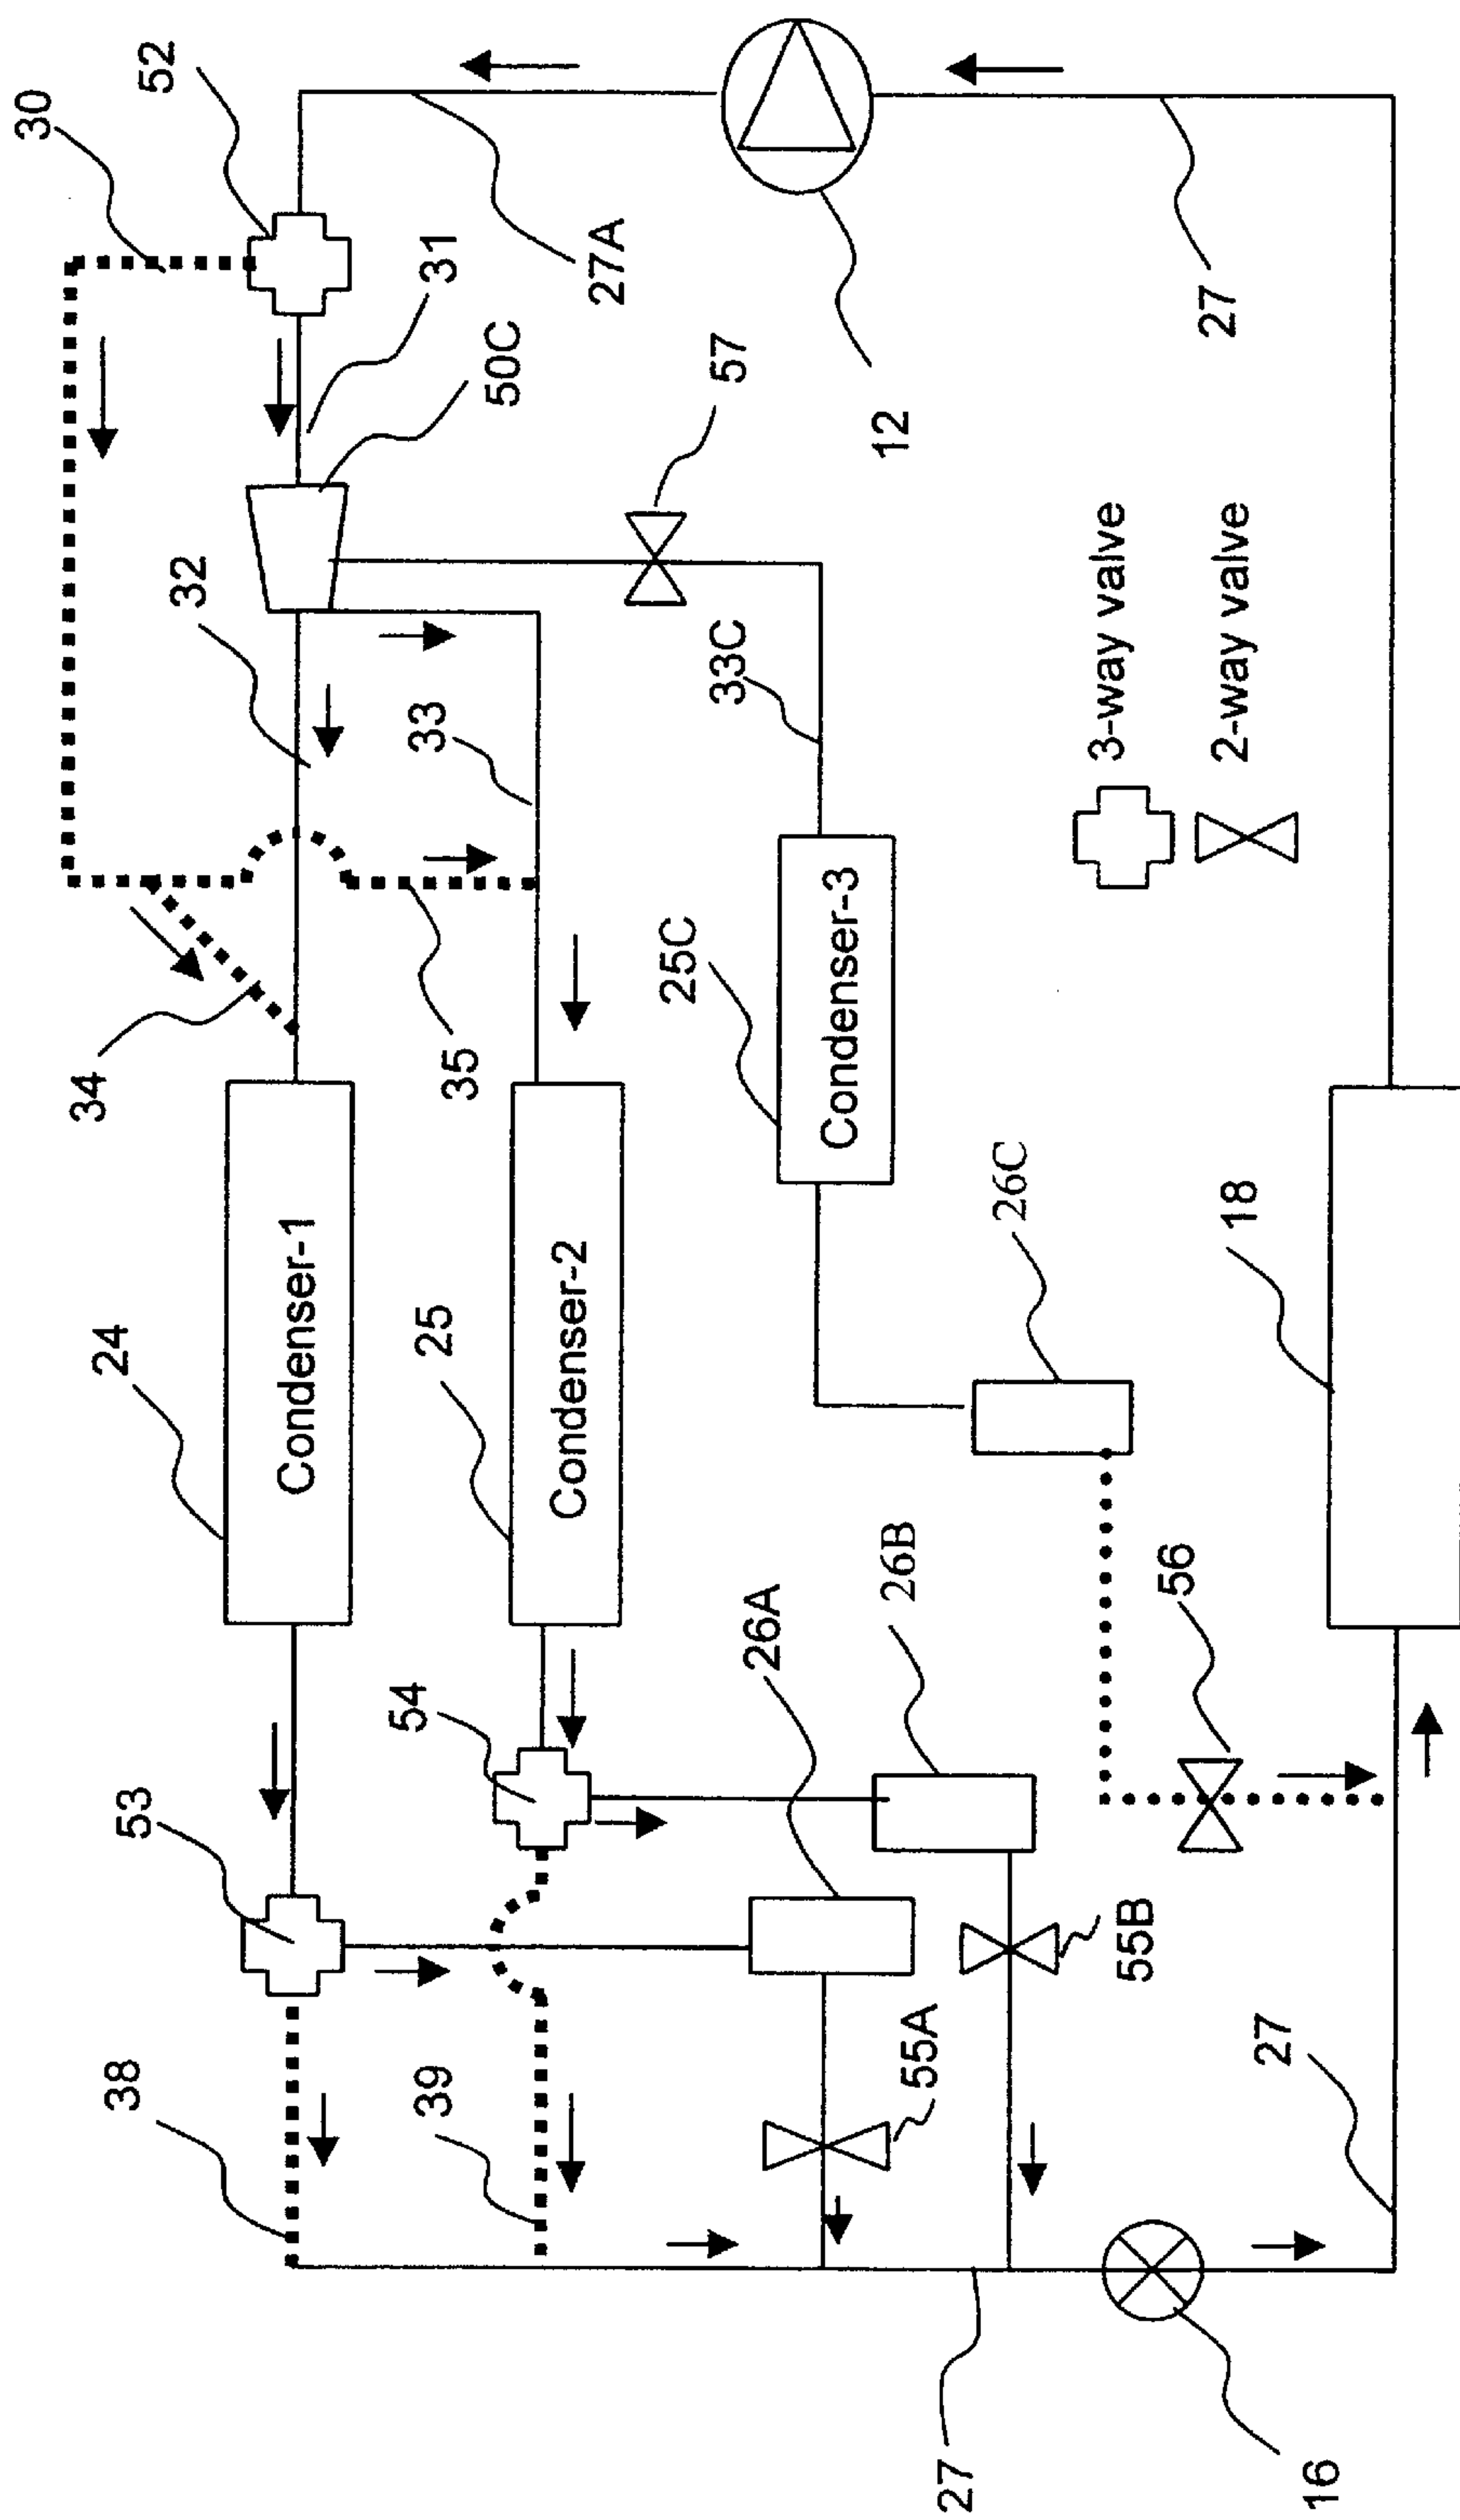 30
52
34
32
31
50C
27A
24
Condenser-1
35
33
57
53
38
25
Condenser-2
25C
33C
12
54
39
Condenser-3
26A
26B
26C
3-way valve
2-way valve
27
55A
55B
56
18
27
16
27